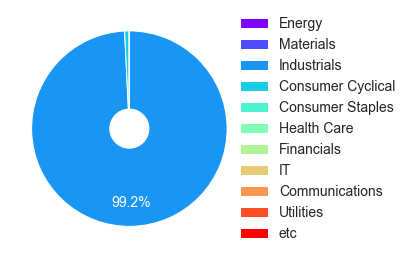 Energy
Materials
Industrials
Consumer Cyclical
Consumer Staples
Health Care
Financials
IT
Communications
Utilities
etc
99.2%